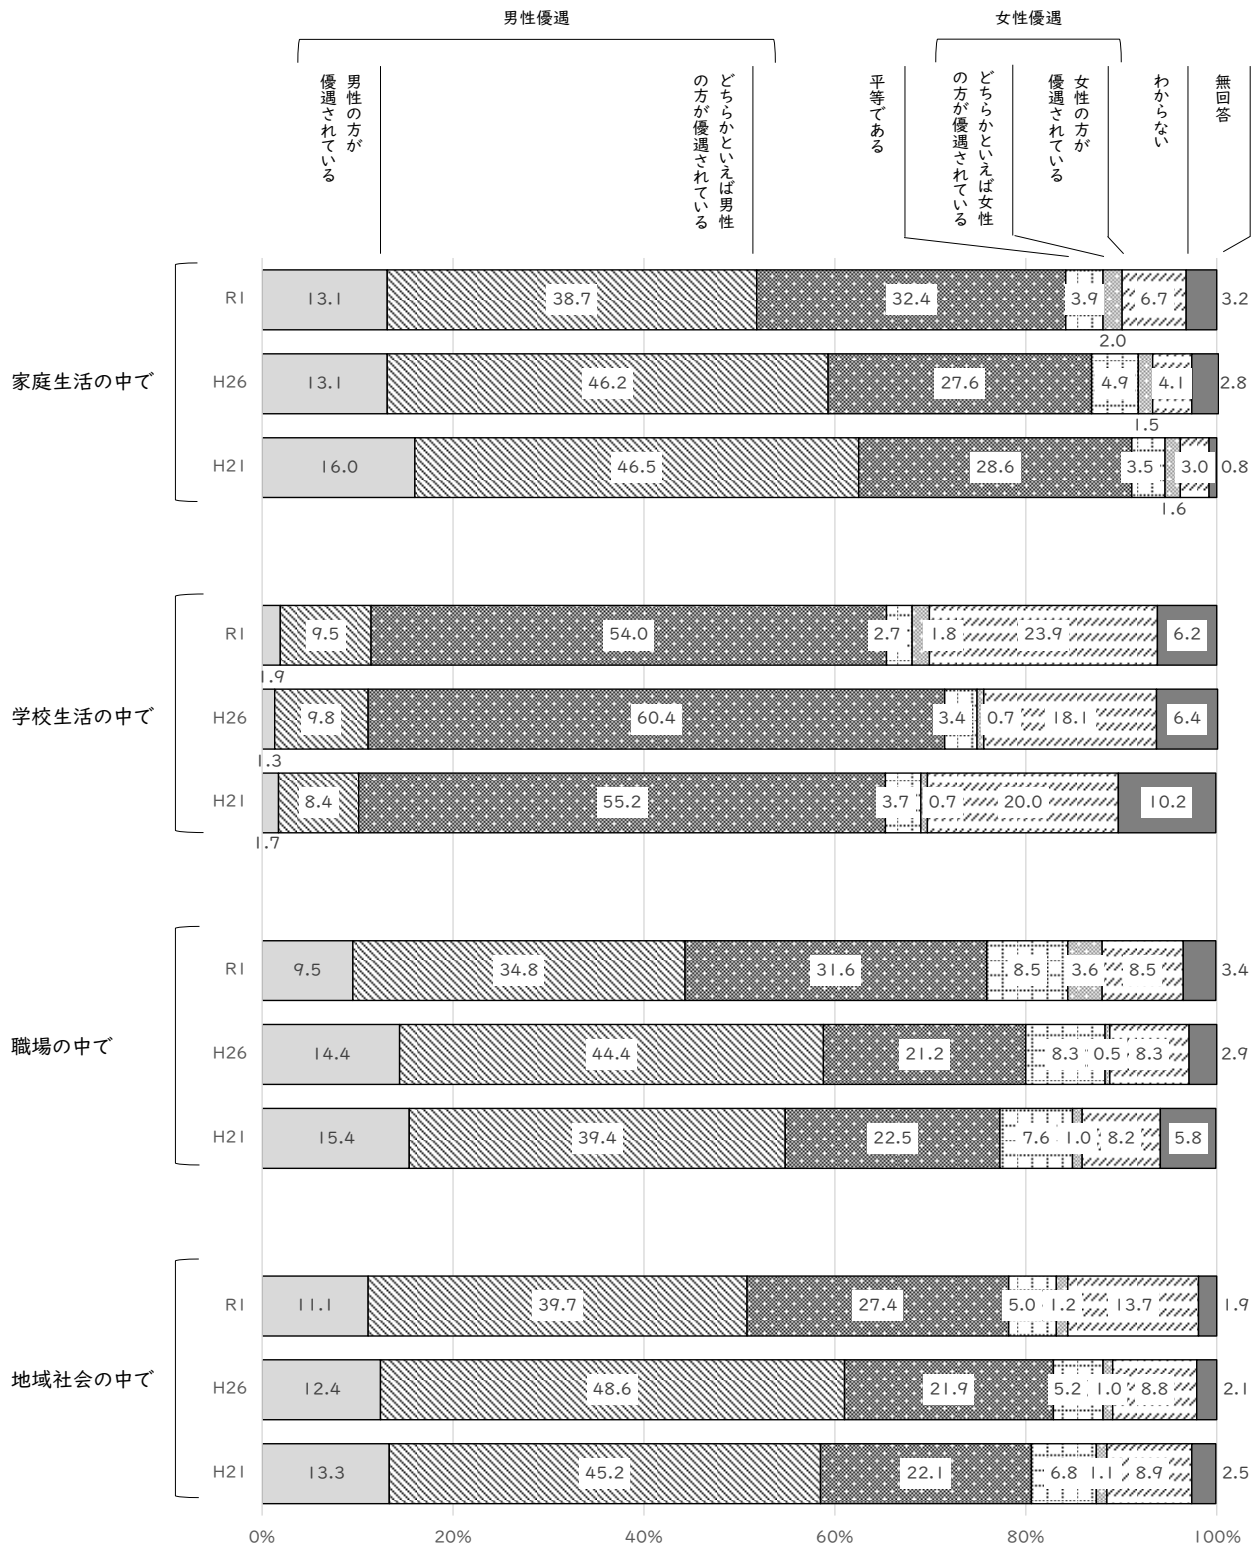 男性優遇
女性優遇
男性の方が
優遇されている
どちらかといえば男性
の方が優遇されている
平等である
どちらかといえば女性
の方が優遇されている
女性の方が
優遇されている
わからない
無回答
家庭生活の中で
R1 13.1 38.7 32.4 3.9 6.7 3.2
2.0
H26 13.1 46.2 27.6 4.9 4.1 2.8
1.5
H21 16.0 46.5 28.6 3.5 3.0 0.8
1.6
学校生活の中で
R1 9.5 54.0 2.7 1.8 23.9 6.2
1.9
H26 9.8 60.4 3.4 0.7 18.1 6.4
1.3
H21 8.4 55.2 3.7 0.7 20.0 10.2
1.7
職場の中で
R1 9.5 34.8 31.6 8.5 3.6 8.5 3.4
H26 14.4 44.4 21.2 8.3 0.5 8.3 2.9
H21 15.4 39.4 22.5 7.6 1.0 8.2 5.8
地域社会の中で
R1 11.1 39.7 27.4 5.0 1.2 13.7 1.9
H26 12.4 48.6 21.9 5.2 1.0 8.8 2.1
H21 13.3 45.2 22.1 6.8 1.1 8.9 2.5
0% 20% 40% 60% 80% 100%